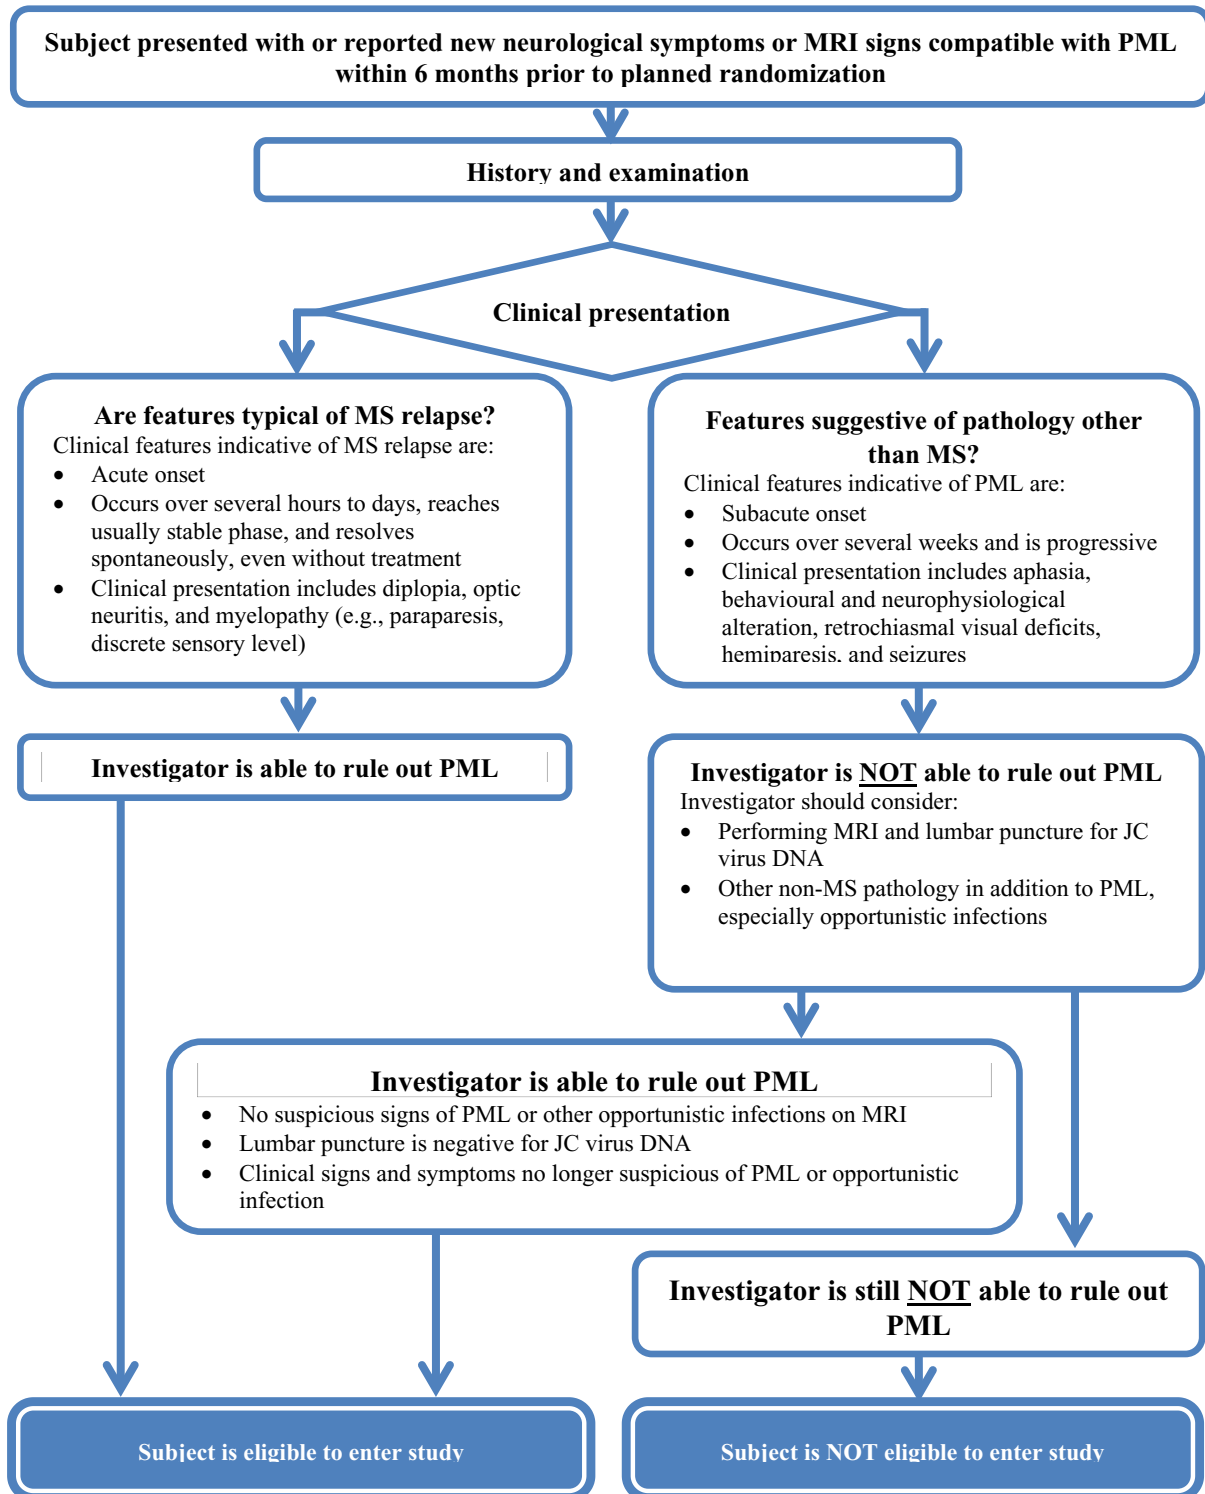 Subject presented with or reported new neurological symptoms or MRI signs compatible with PML
within 6 months prior to planned randomization
History and examination
Clinical presentation
Are features typical of MS relapse?
Clinical features indicative of MS relapse are:
• Acute onset
• Occurs over several hours to days, reaches
usually stable phase, and resolves
spontaneously, even without treatment
• Clinical presentation includes diplopia, optic
neuritis, and myelopathy (e.g., paraparesis,
discrete sensory level)
Features suggestive of pathology other
than MS?
Clinical features indicative of PML are:
• Subacute onset
• Occurs over several weeks and is progressive
• Clinical presentation includes aphasia,
behavioural and neurophysiological
alteration, retrochiasmal visual deficits,
hemiparesis, and seizures
Investigator is able to rule out PML
Investigator is NOT able to rule out PML
Investigator should consider:
• Performing MRI and lumbar puncture for JC
virus DNA
• Other non-MS pathology in addition to PML,
especially opportunistic infections
Investigator is able to rule out PML
• No suspicious signs of PML or other opportunistic infections on MRI
• Lumbar puncture is negative for JC virus DNA
• Clinical signs and symptoms no longer suspicious of PML or opportunistic
infection
Investigator is still NOT able to rule out
PML
Subject is eligible to enter study
Subject is NOT eligible to enter study